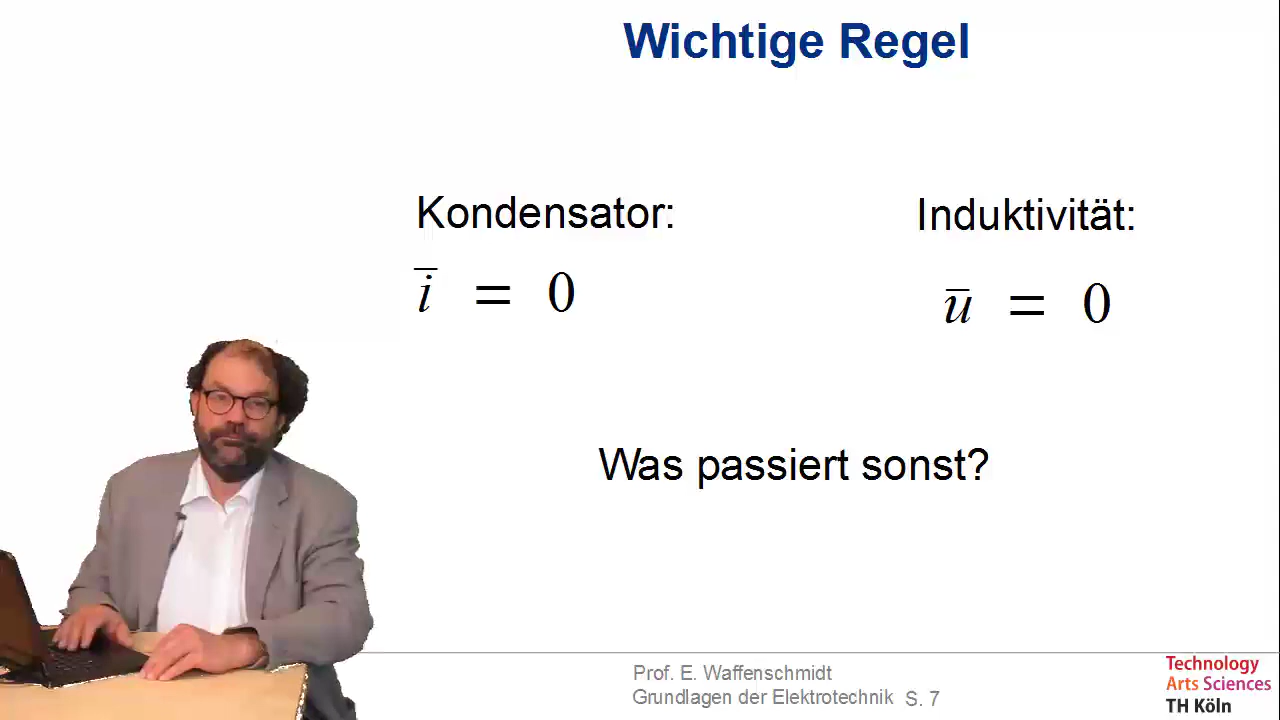 Wichtige Regel
Kondensator:
Induktivität:
i̅ = 0
u̅ = 0
Was passiert sonst?
Prof. E. Waffenschmidt
Grundlagen der Elektrotechnik S. 7
Technology
Arts Sciences
TH Köln